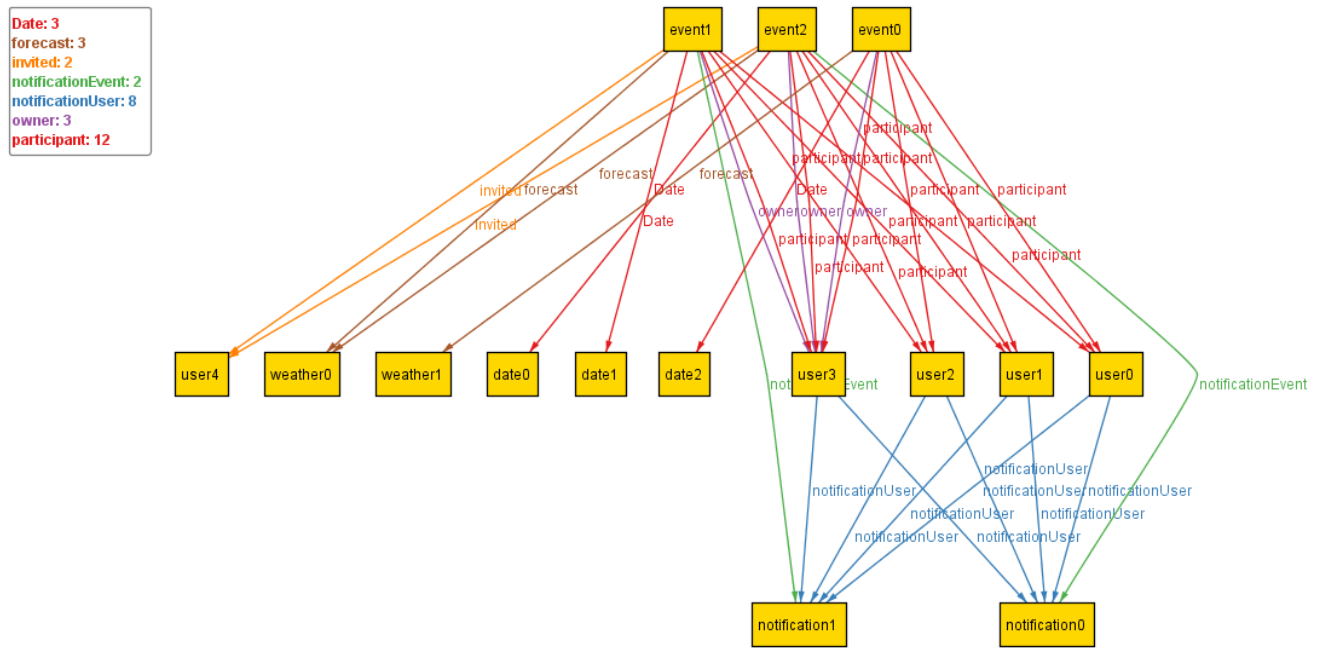 Date: 3
forecast: 3
invited: 2
notificationEvent: 2
notificationUser: 8
owner: 3
participant: 12
event1
event2
event0
participant
participant
participant
forecast
forecast
invited
forecast
Date
Date
participant
participant
owner
owner
owner
invited
Date
participant
participant
participant
participant
participant
participant
participant
user4
weather0
weather1
date0
date1
date2
user3
user2
user1
user0
notificationEvent
notificationEvent
notificationUser
notificationUser
notificationUser
notificationUser
notificationUser
notificationUser
notificationUser
notificationUser
notification1
notification0